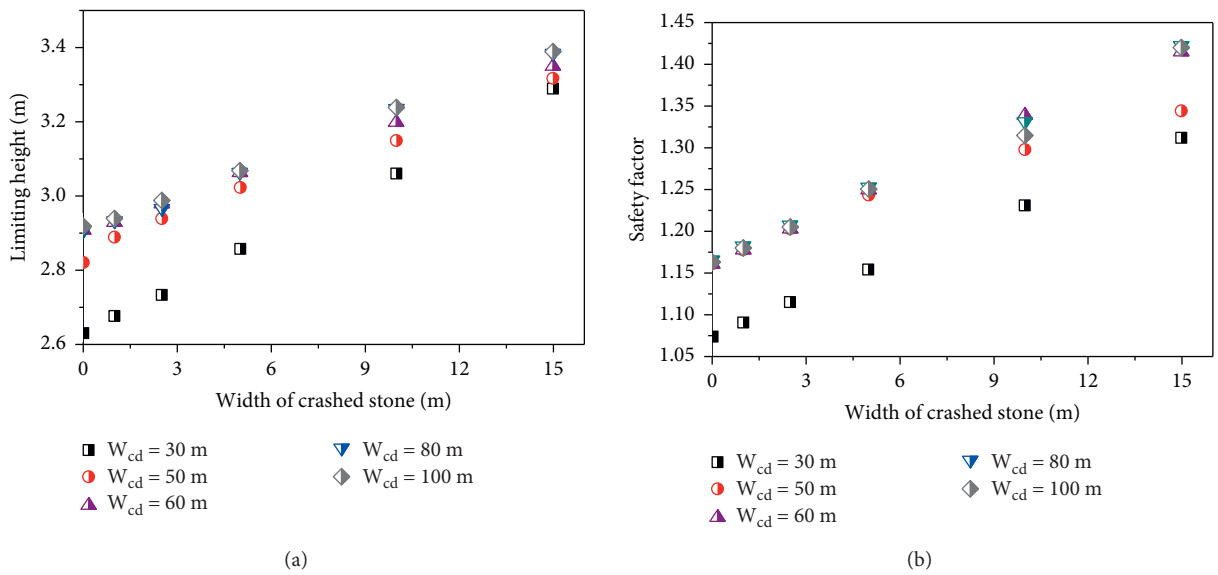 3.4
3.2
3.0
2.8
2.6
Limiting height (m)
0 3 6 9 12 15
Width of crashed stone (m)
W_cd = 30 m
W_cd = 50 m
W_cd = 60 m
W_cd = 80 m
W_cd = 100 m
(a)
1.45
1.40
1.35
1.30
1.25
1.20
1.15
1.10
1.05
Safety factor
0 3 6 9 12 15
Width of crashed stone (m)
W_cd = 30 m
W_cd = 50 m
W_cd = 60 m
W_cd = 80 m
W_cd = 100 m
(b)